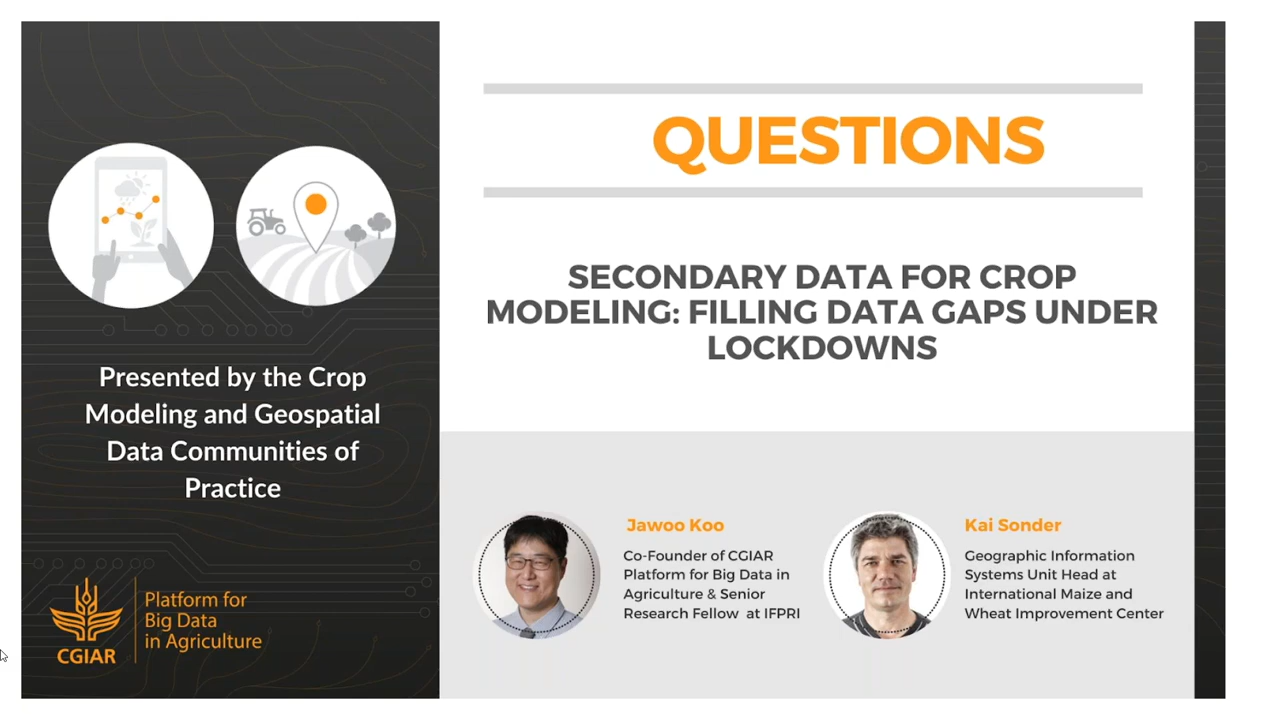 QUESTIONS
SECONDARY DATA FOR CROP
MODELING: FILLING DATA GAPS UNDER
LOCKDOWNS
Presented by the Crop
Modeling and Geospatial
Data Communities of
Practice
Jawoo Koo
Co-Founder of CGIAR
Platform for Big Data in
Agriculture & Senior
Research Fellow at IFPRI
Kai Sonder
Geographic Information
Systems Unit Head at
International Maize and
Wheat Improvement Center
CGIAR
Platform for
Big Data
in Agriculture